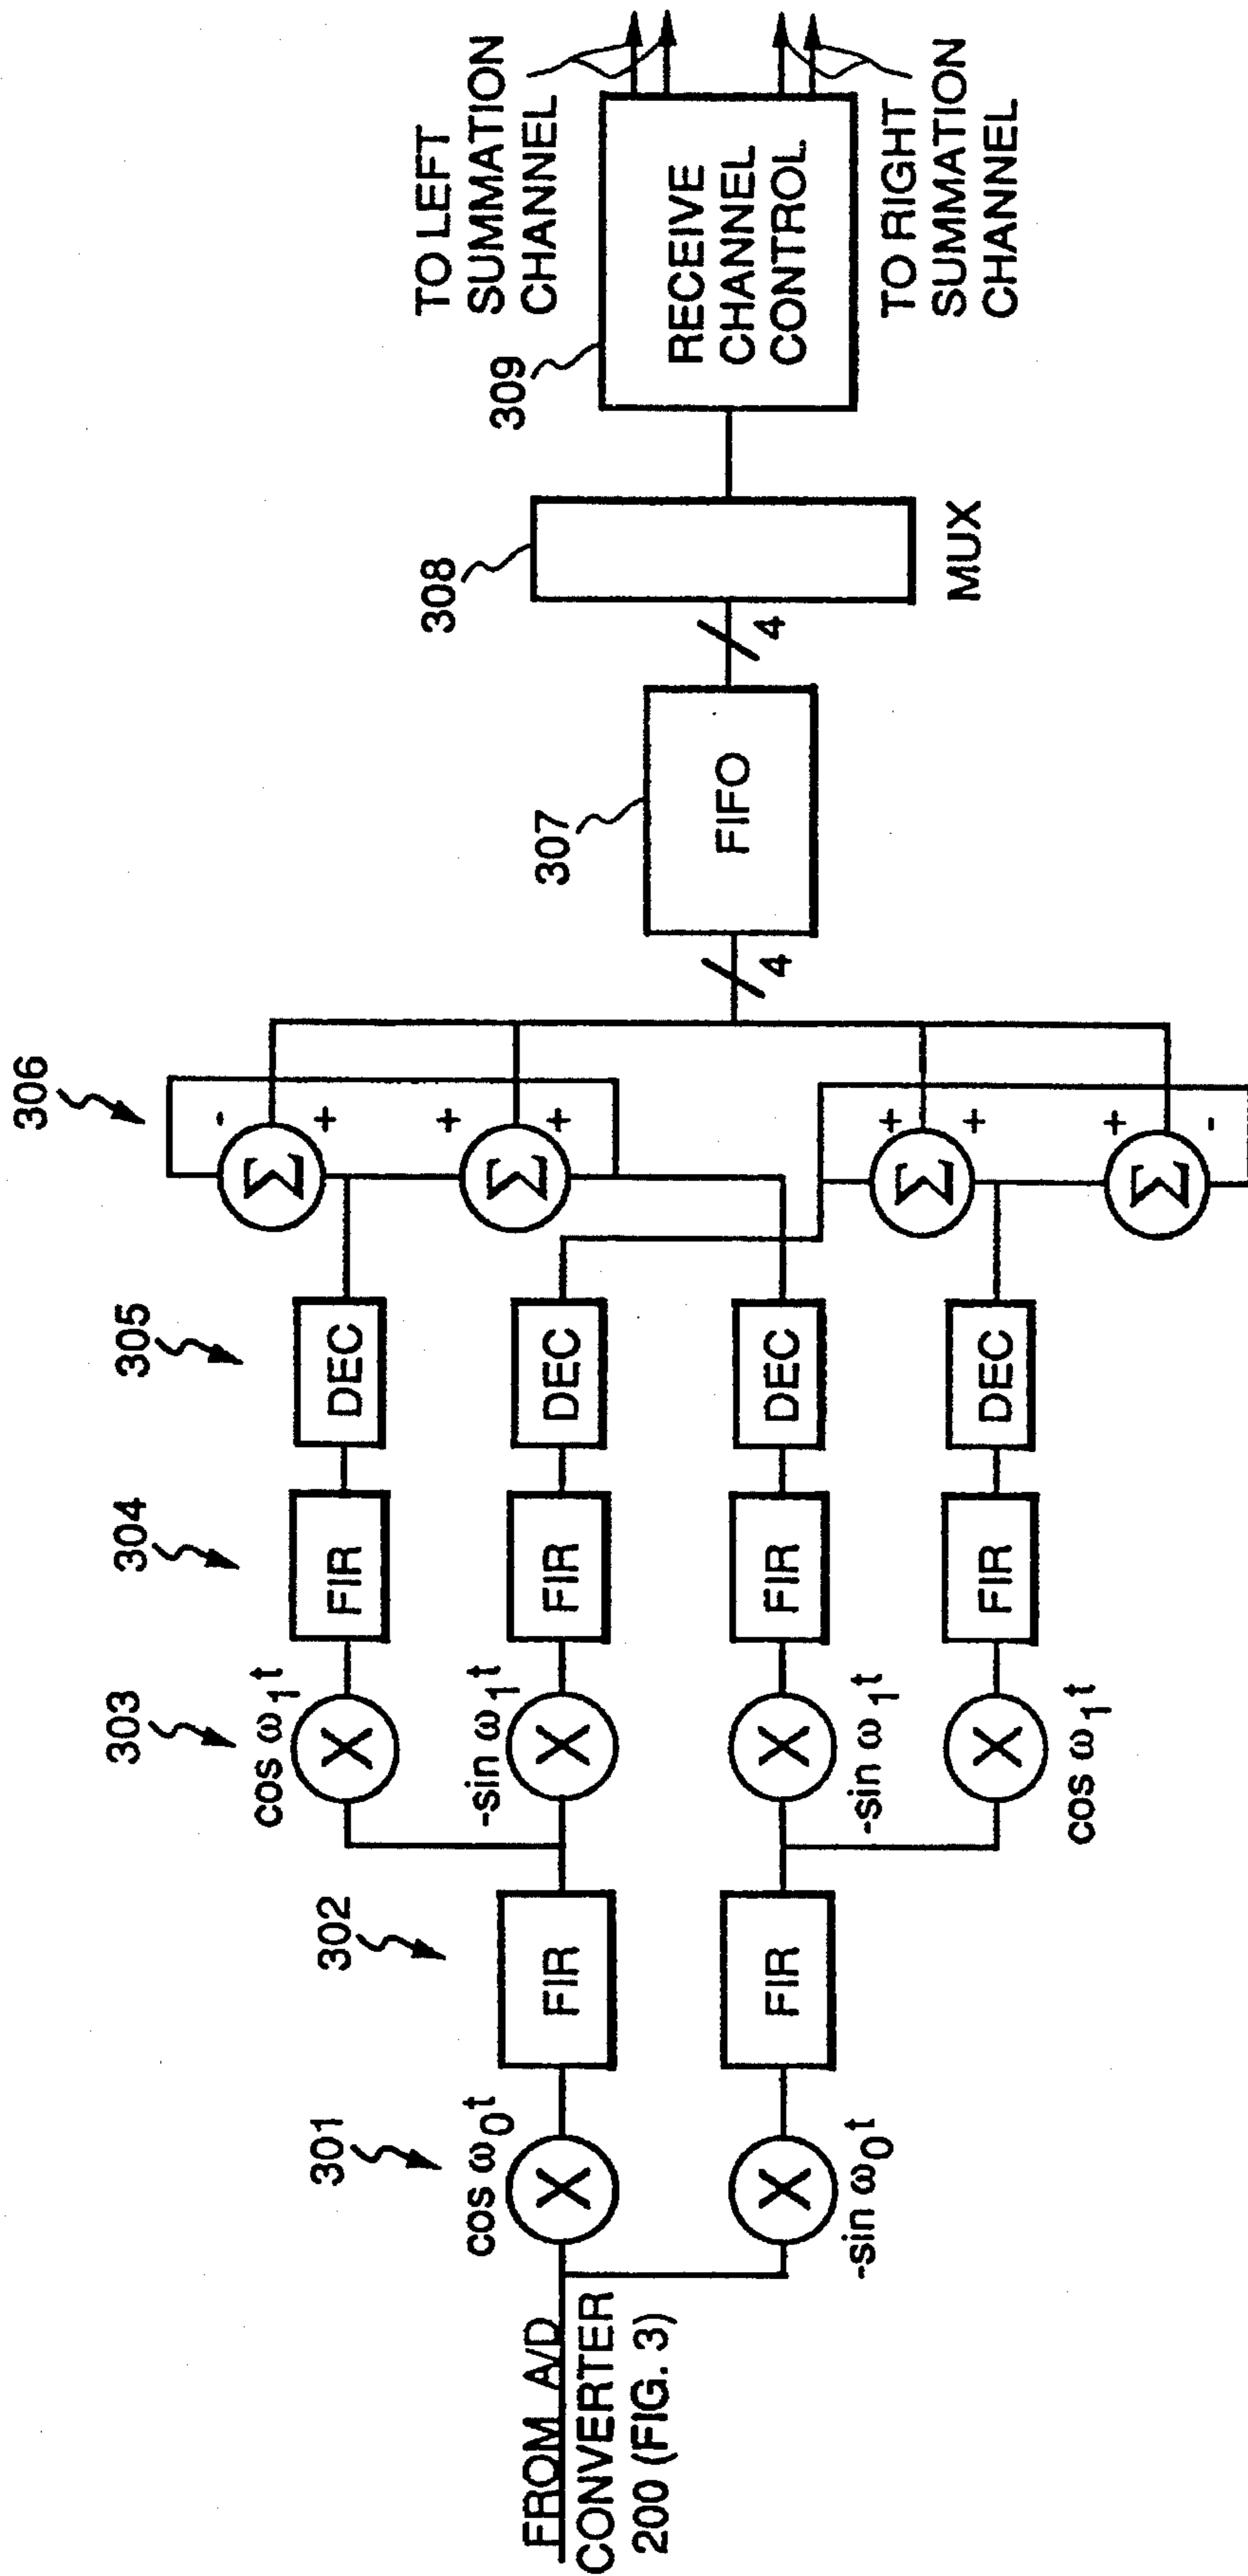 FROM A/D
CONVERTER
200 (FIG. 3)
301
cos ω0t
X
-sin ω0t
X
302
FIR
FIR
303
cos ω1t
X
-sin ω1t
X
-sin ω1t
X
cos ω1t
X
304
FIR
FIR
FIR
FIR
305
DEC
DEC
DEC
DEC
306
-
Σ
+
+
Σ
+
+
Σ
+
+
Σ
-
4
307
FIFO
4
308
MUX
309
RECEIVE
CHANNEL
CONTROL
TO LEFT
SUMMATION
CHANNEL
TO RIGHT
SUMMATION
CHANNEL